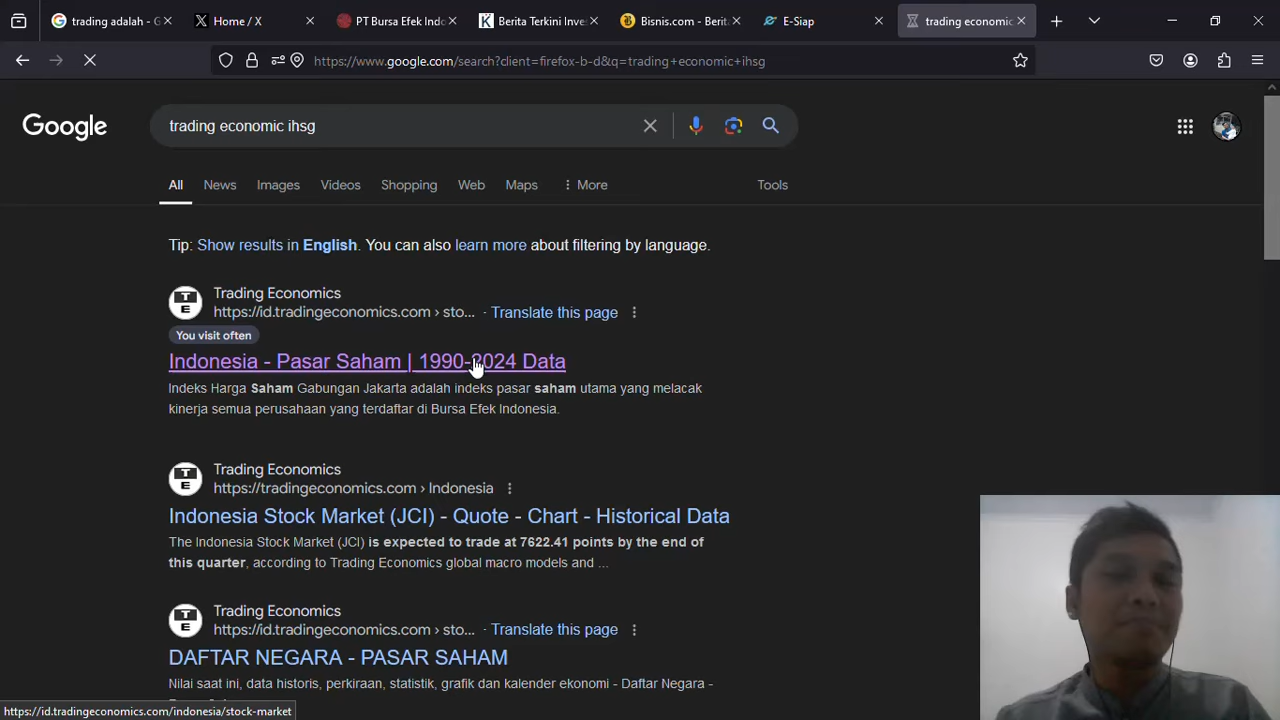 trading adalah - G
Home / X
PT Bursa Efek Indo
Berita Terkini Inve
Bisnis.com - Berit
E-Siap
trading economic
https://www.google.com/search?client=firefox-b-d&q=trading+economic+ihsg
Google
trading economic ihsg
All
News
Images
Videos
Shopping
Web
Maps
More
Tools
Tip: Show results in English. You can also learn more about filtering by language.
T
E
Trading Economics
https://id.tradingeconomics.com › sto... · Translate this page
You visit often
Indonesia - Pasar Saham | 1990-2024 Data
Indeks Harga Saham Gabungan Jakarta adalah indeks pasar saham utama yang melacak
kinerja semua perusahaan yang terdaftar di Bursa Efek Indonesia.
T
E
Trading Economics
https://tradingeconomics.com › Indonesia
Indonesia Stock Market (JCI) - Quote - Chart - Historical Data
The Indonesia Stock Market (JCI) is expected to trade at 7622.41 points by the end of
this quarter, according to Trading Economics global macro models and ...
T
E
Trading Economics
https://id.tradingeconomics.com › sto... · Translate this page
DAFTAR NEGARA - PASAR SAHAM
Nilai saat ini, data historis, perkiraan, statistik, grafik dan kalender ekonomi - Daftar Negara -
https://id.tradingeconomics.com/indonesia/stock-market